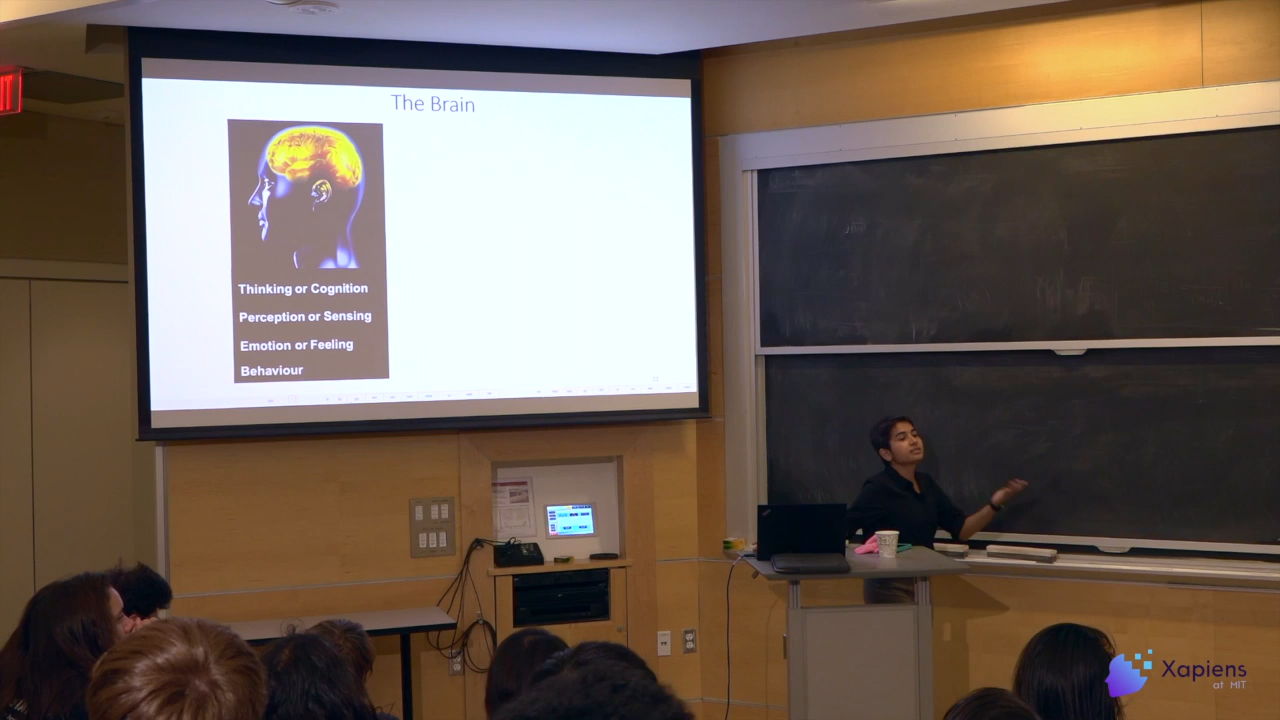 The Brain
Thinking or Cognition
Perception or Sensing
Emotion or Feeling
Behaviour
Xapiens
at MIT